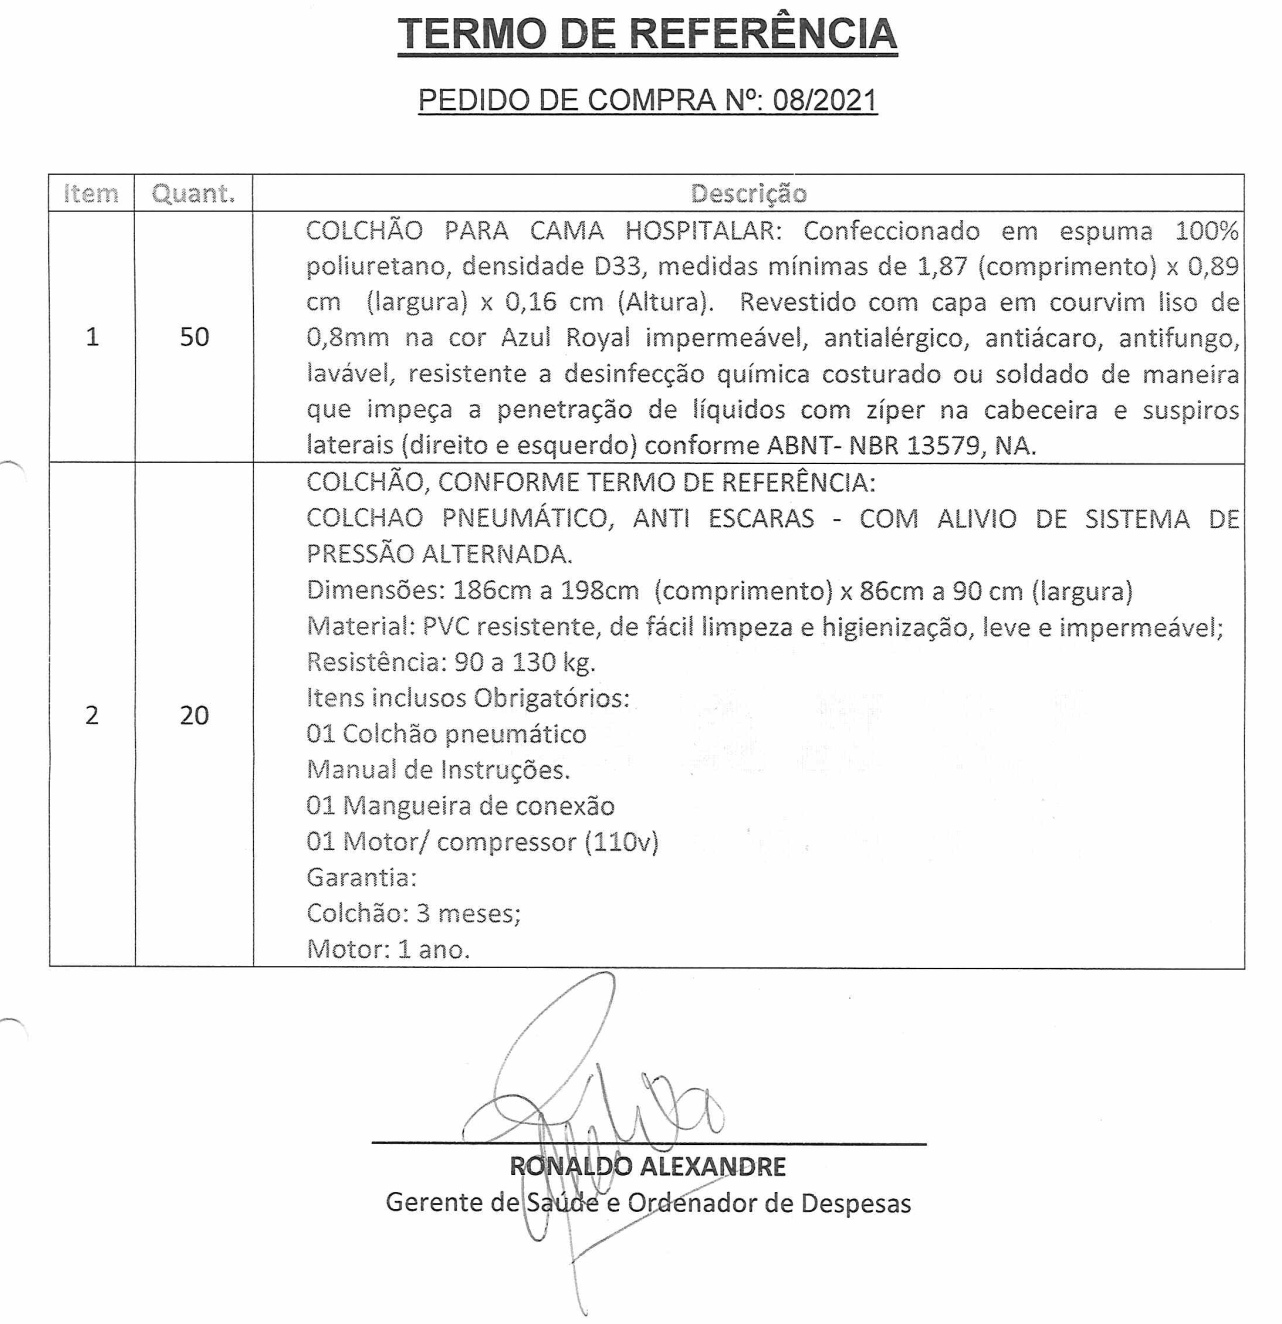 TERMO DE REFERÊNCIA
PEDIDO DE COMPRA Nº: 08/2021
Item Quant. Descrição
COLCHÃO PARA CAMA HOSPITALAR: Confeccionado em espuma 100%
poliuretano, densidade D33, medidas mínimas de 1,87 (comprimento) x 0,89
cm (largura) x 0,16 cm (Altura). Revestido com capa em courvim liso de
1 50 0,8mm na cor Azul Royal impermeável, antialérgico, antiácaro, antifungo,
lavável, resistente a desinfecção química costurado ou soldado de maneira
que impeça a penetração de líquidos com zíper na cabeceira e suspiros
laterais (direito e esquerdo) conforme ABNT- NBR 13579, NA.
COLCHÃO, CONFORME TERMO DE REFERÊNCIA:
COLCHAO PNEUMÁTICO, ANTI ESCARAS - COM ALIVIO DE SISTEMA DE
PRESSÃO ALTERNADA.
Dimensões: 186cm a 198cm (comprimento) x 86cm a 90 cm (largura)
Material: PVC resistente, de fácil limpeza e higienização, leve e impermeável;
Resistência: 90 a 130 kg.
Itens inclusos Obrigatórios:
2 20
01 Colchão pneumático
Manual de Instruções.
01 Mangueira de conexão
01 Motor/ compressor (110v)
Garantia:
Colchão: 3 meses;
Motor: 1 ano.
RONALDO ALEXANDRE
Gerente de Saúde e Ordenador de Despesas